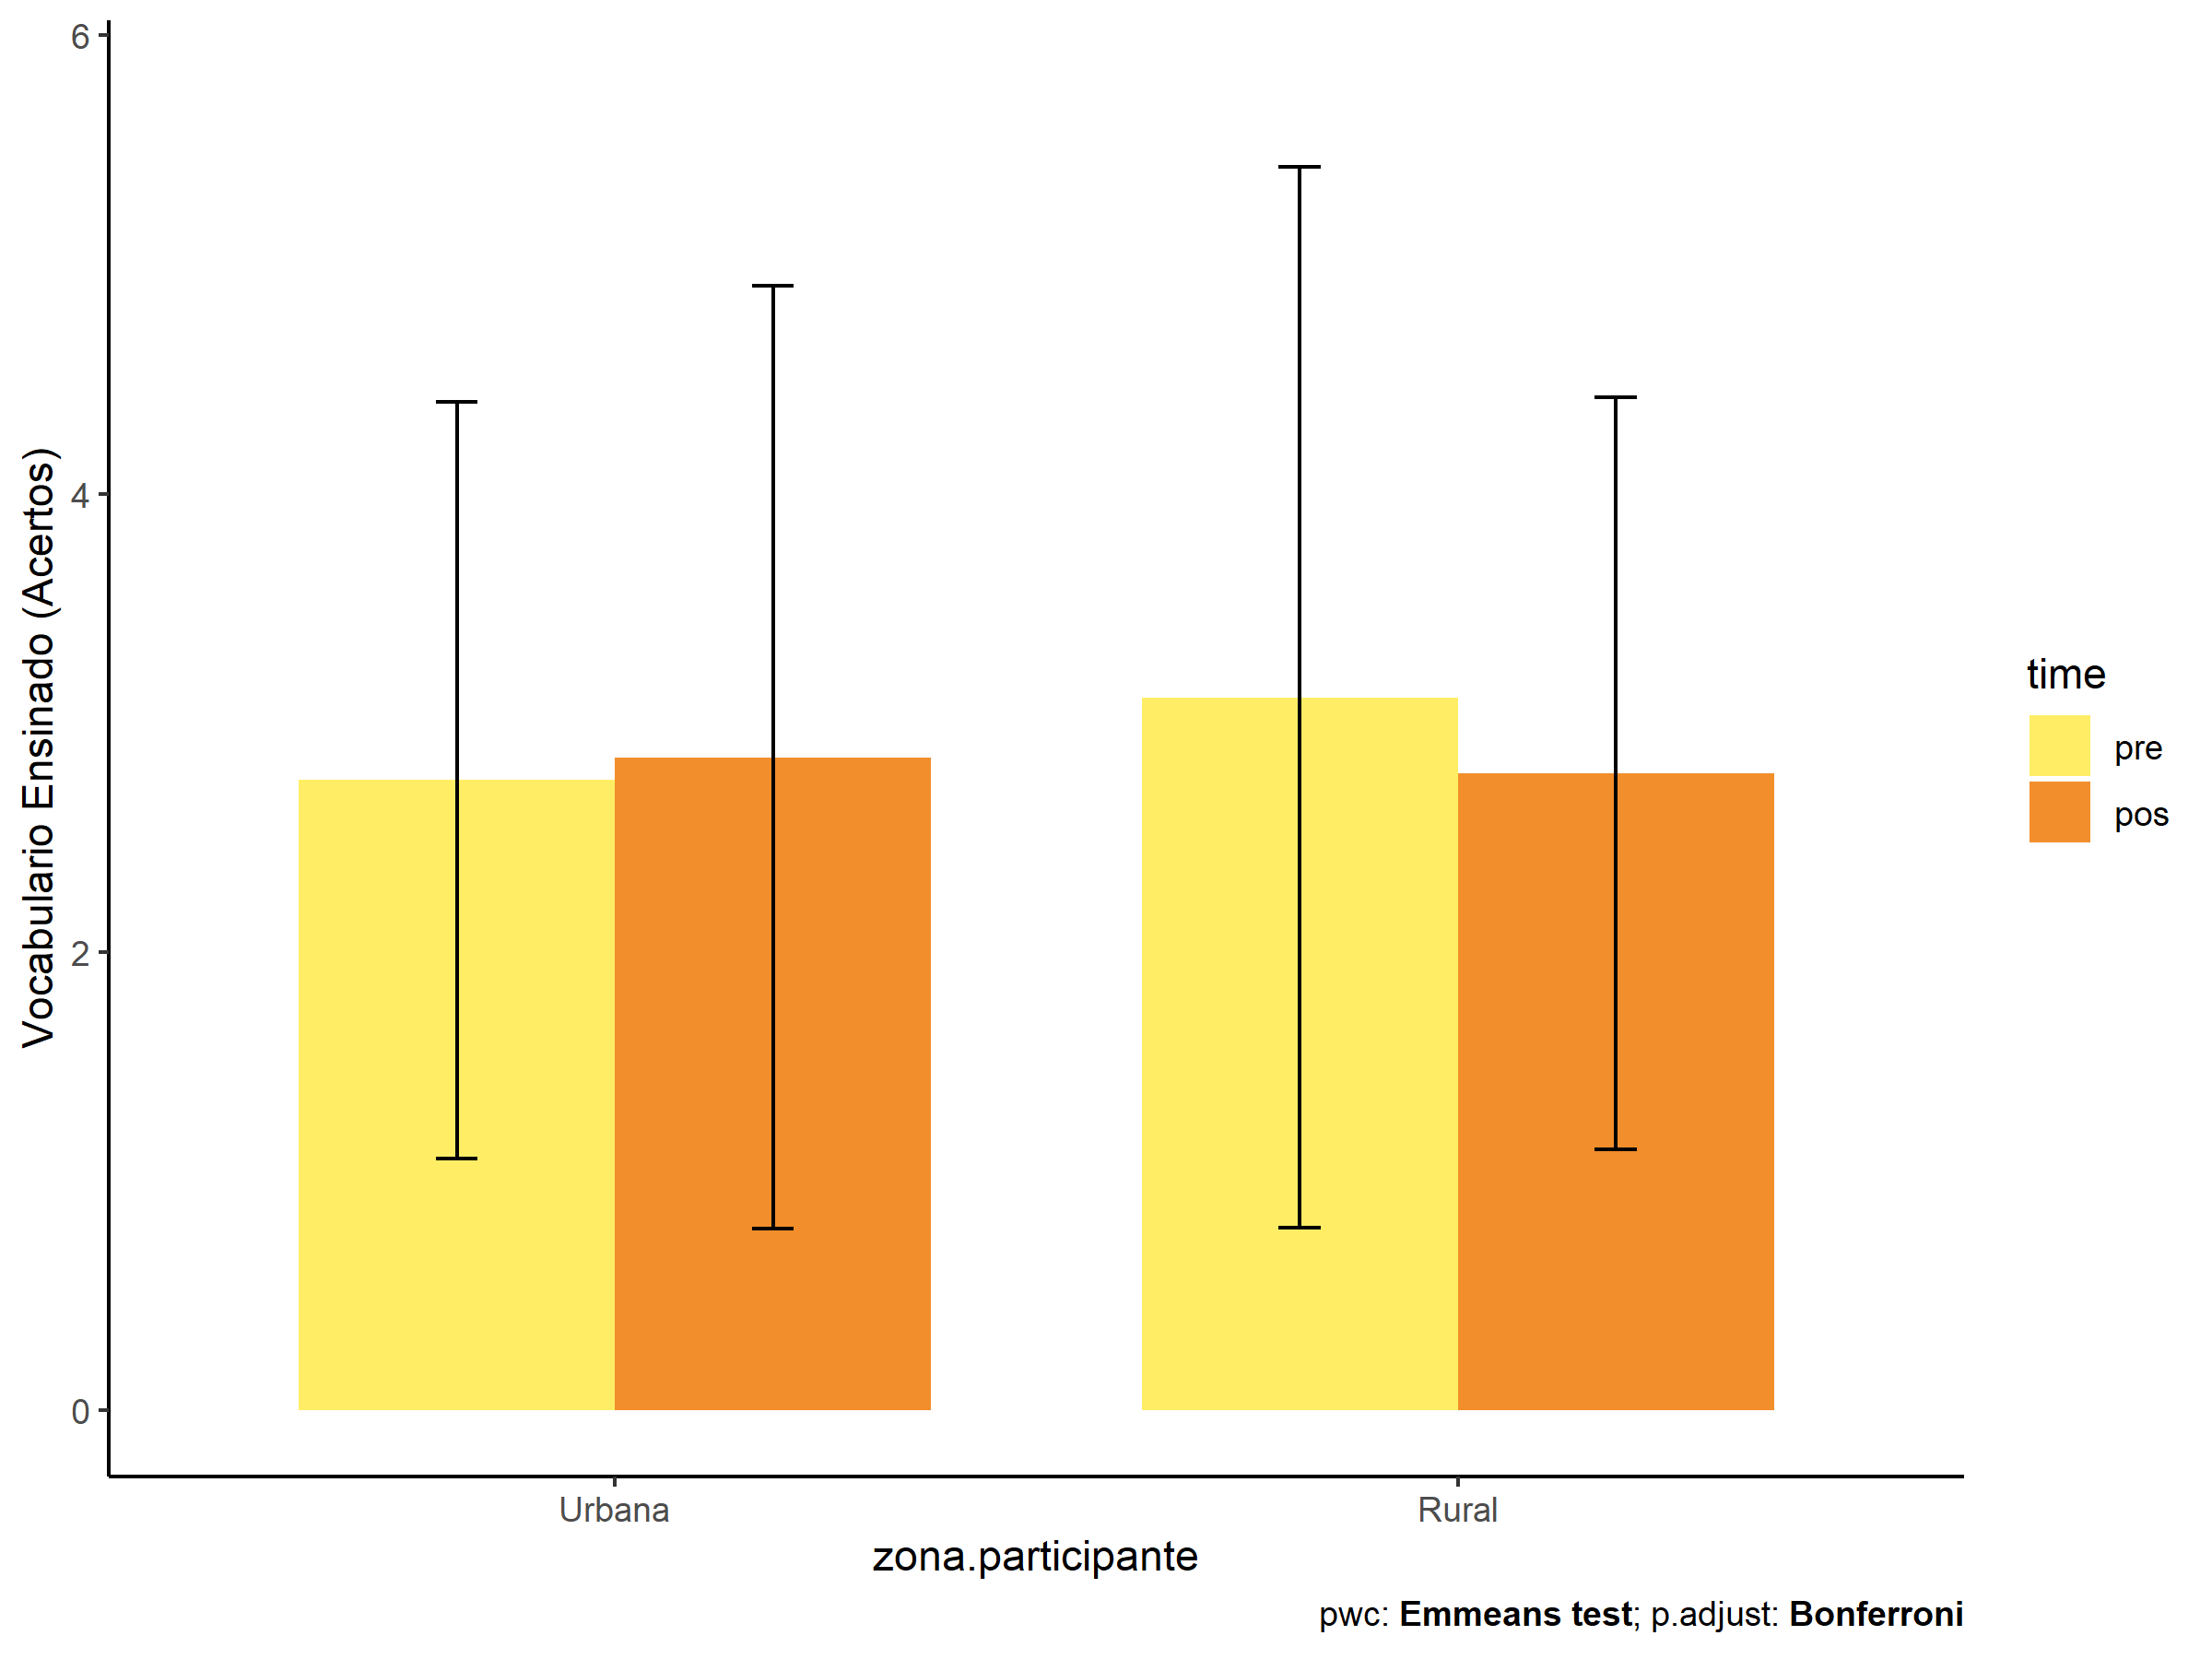 Vocabulario Ensinado (Acertos)
6
4
2
0
Urbana
Rural
zona.participante
time
pre
pos
pwc: Emmeans test; p.adjust: Bonferroni